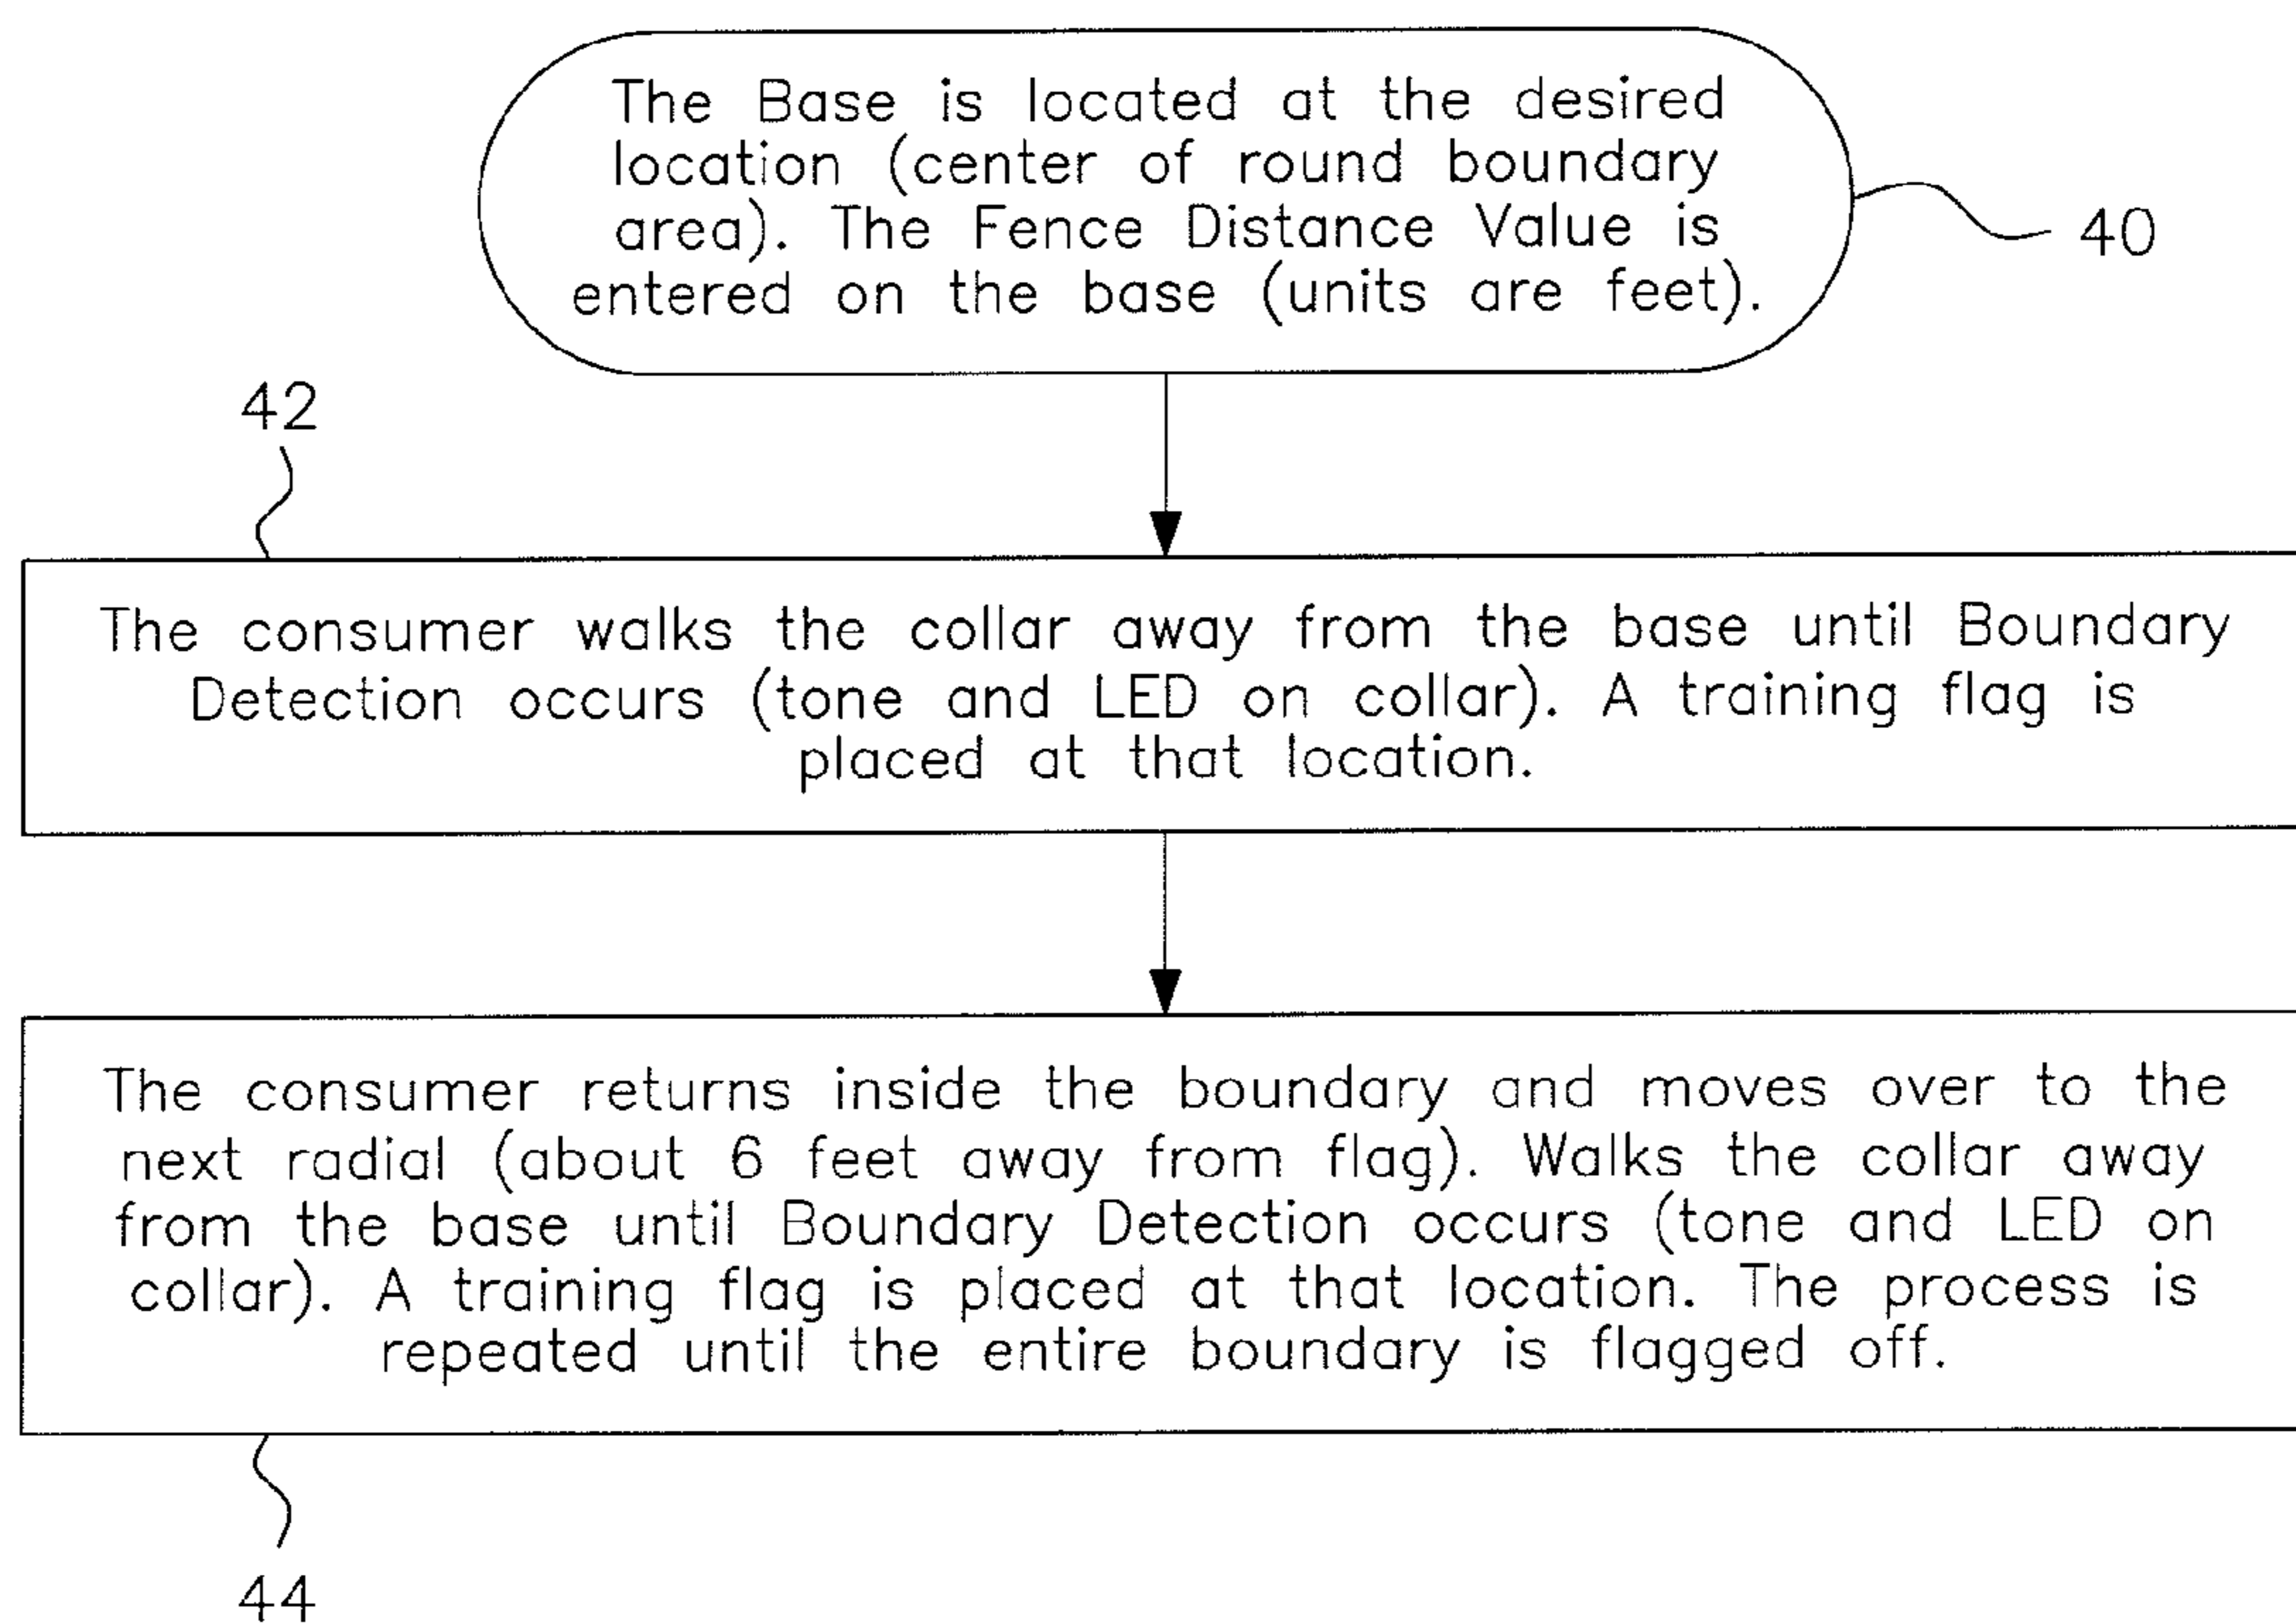 The Base is located at the desired
location (center of round boundary
area). The Fence Distance Value is
entered on the base (units are feet).
40
42
The consumer walks the collar away from the base until Boundary
Detection occurs (tone and LED on collar). A training flag is
placed at that location.
The consumer returns inside the boundary and moves over to the
next radial (about 6 feet away from flag). Walks the collar away
from the base until Boundary Detection occurs (tone and LED on
collar). A training flag is placed at that location. The process is
repeated until the entire boundary is flagged off.
44